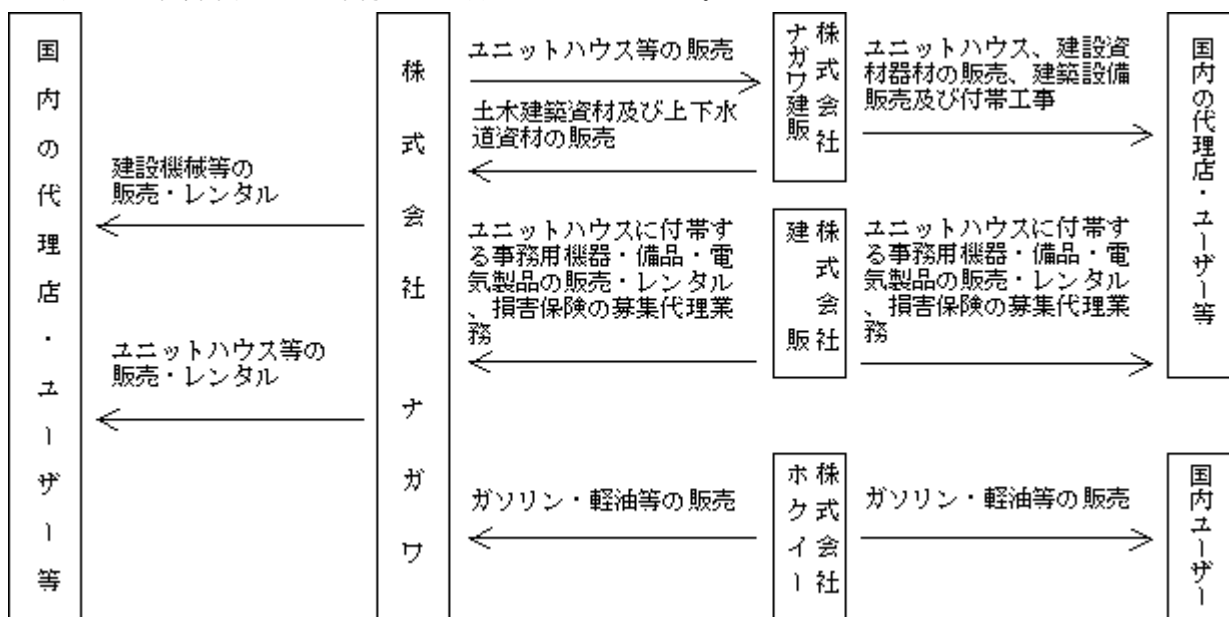 国内の代理店・ユーザー等
建設機械等の
販売・レンタル
ユニットハウス等の
販売・レンタル
株式会社ナガワ
ユニットハウス等の販売
土木建築資材及び上下水
道資材の販売
ユニットハウスに付帯す
る事務用機器・備品・電
気製品の販売・レンタル
、損害保険の募集代理業
務
ガソリン・軽油等の販売
株式会社
ナガワ建販
株式会社
建販
株式会社
ホクイー
ユニットハウス、建設資
材器材の販売、建築設備
販売及び付帯工事
ユニットハウスに付帯す
る事務用機器・備品・電
気製品の販売・レンタル
、損害保険の募集代理業
務
ガソリン・軽油等の販売
国内の代理店・ユーザー等
国内ユーザー